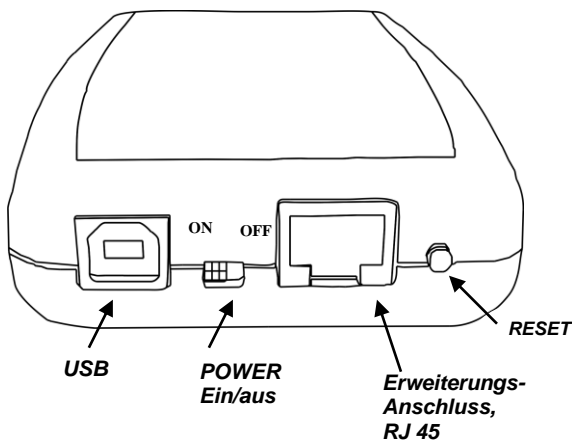 ON OFF
RESET
USB
POWER
Ein/aus
Erweiterungs-
Anschluss,
RJ 45